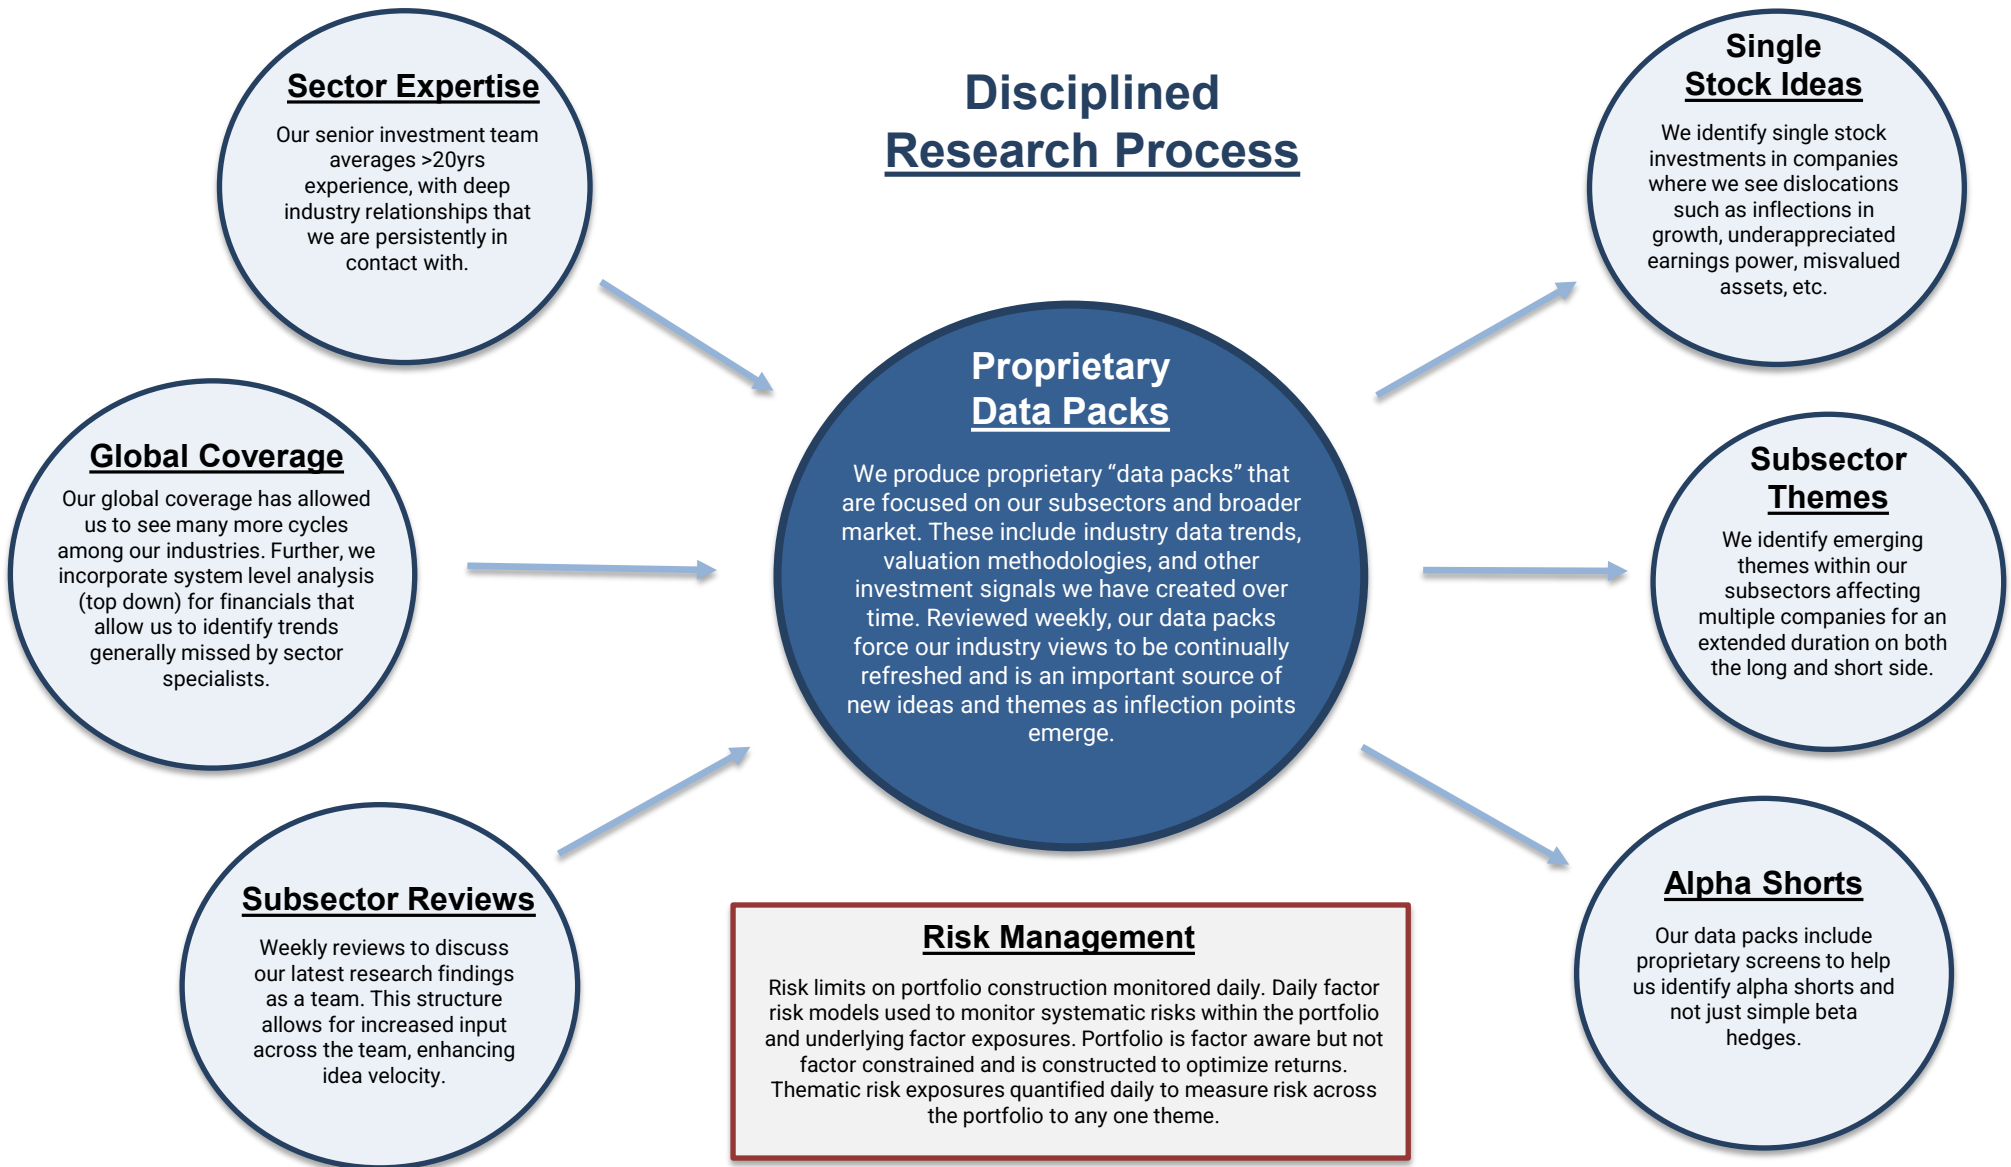 Disciplined
Research Process
Sector Expertise
Our senior investment team
averages >20yrs
experience, with deep
industry relationships that
we are persistently in
contact with.
Global Coverage
Our global coverage has allowed
us to see many more cycles
among our industries. Further, we
incorporate system level analysis
(top down) for financials that
allow us to identify trends
generally missed by sector
specialists.
Subsector Reviews
Weekly reviews to discuss
our latest research findings
as a team. This structure
allows for increased input
across the team, enhancing
idea velocity.
Proprietary
Data Packs
We produce proprietary “data packs” that
are focused on our subsectors and broader
market. These include industry data trends,
valuation methodologies, and other
investment signals we have created over
time. Reviewed weekly, our data packs
force our industry views to be continually
refreshed and is an important source of
new ideas and themes as inflection points
emerge.
Risk Management
Risk limits on portfolio construction monitored daily. Daily factor
risk models used to monitor systematic risks within the portfolio
and underlying factor exposures. Portfolio is factor aware but not
factor constrained and is constructed to optimize returns.
Thematic risk exposures quantified daily to measure risk across
the portfolio to any one theme.
Single
Stock Ideas
We identify single stock
investments in companies
where we see dislocations
such as inflections in
growth, underappreciated
earnings power, misvalued
assets, etc.
Subsector
Themes
We identify emerging
themes within our
subsectors affecting
multiple companies for an
extended duration on both
the long and short side.
Alpha Shorts
Our data packs include
proprietary screens to help
us identify alpha shorts and
not just simple beta
hedges.